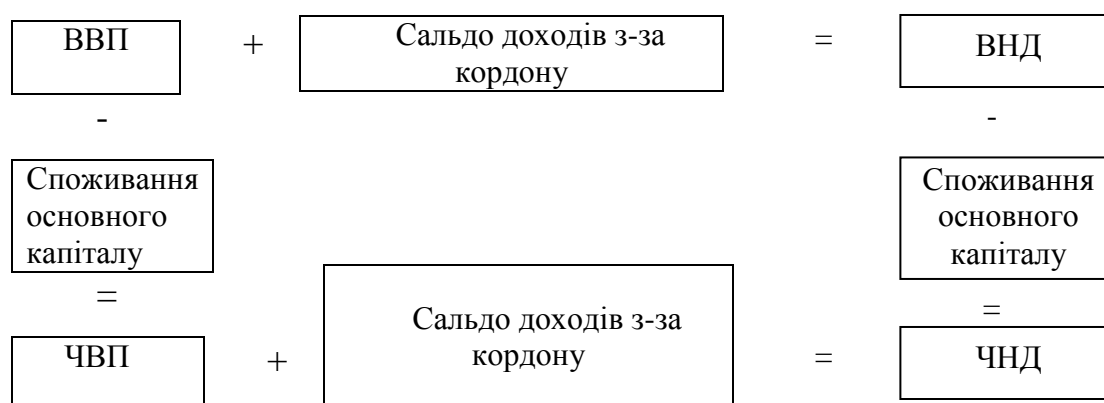 ВВП + Сальдо доходів з-за = ВНД
кордону
- -
Споживання Споживання
основного основного
капіталу капіталу
= =
ЧВП + Сальдо доходів з-за = ЧНД
кордону